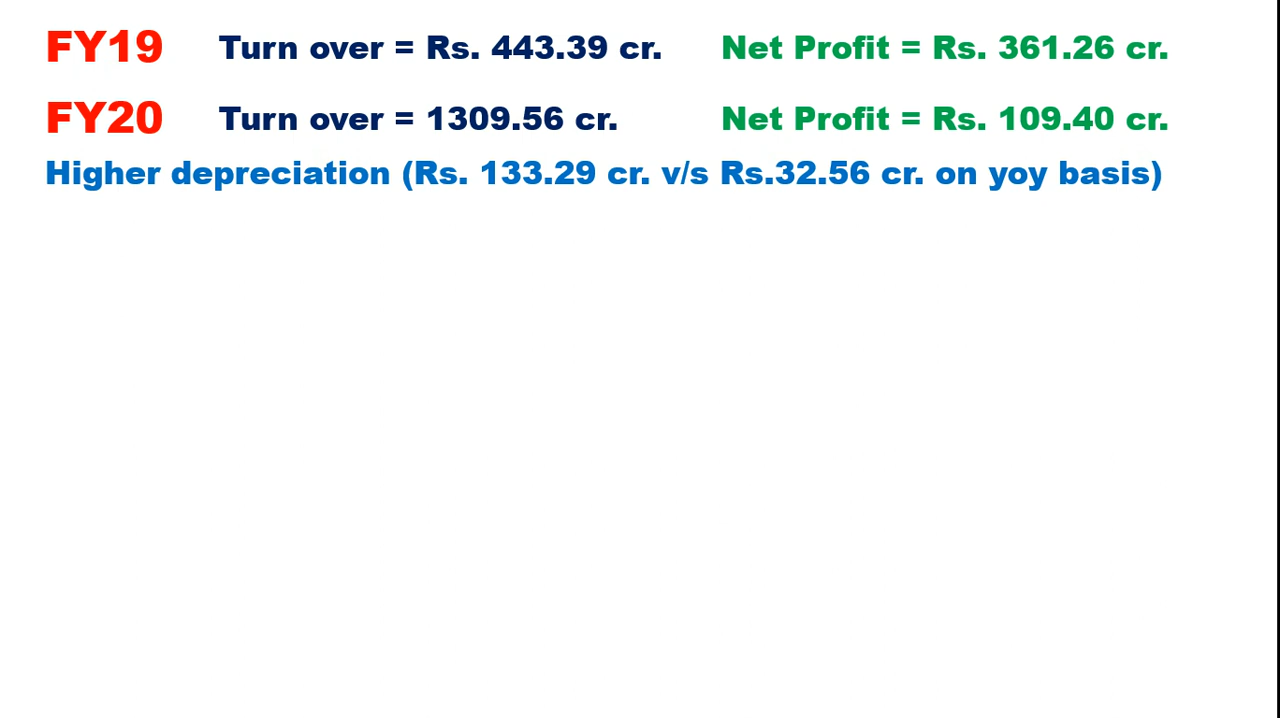 FY19 Turn over = Rs. 443.39 cr. Net Profit = Rs. 361.26 cr.
FY20 Turn over = 1309.56 cr. Net Profit = Rs. 109.40 cr.
Higher depreciation (Rs. 133.29 cr. v/s Rs.32.56 cr. on yoy basis)